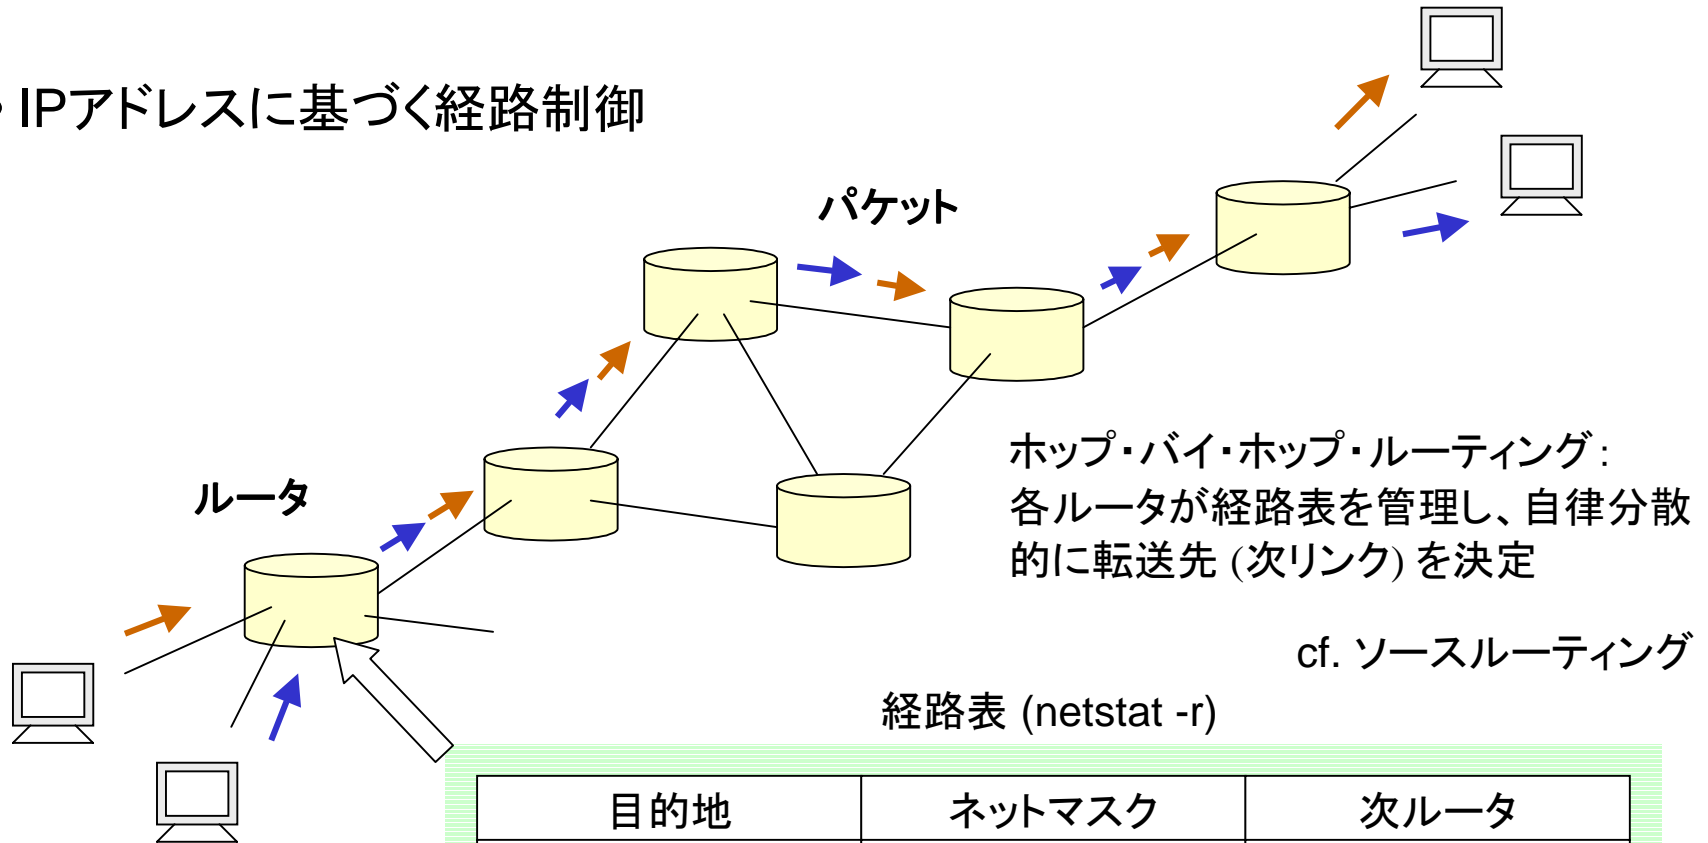 IPアドレスに基づく経路制御
パケット
ルータ
ホップ・バイ・ホップ・ルーティング:
各ルータが経路表を管理し、自律分散
的に転送先 (次リンク) を決定
cf. ソースルーティング
経路表 (netstat -r)
目的地 ネットマスク 次ルータ